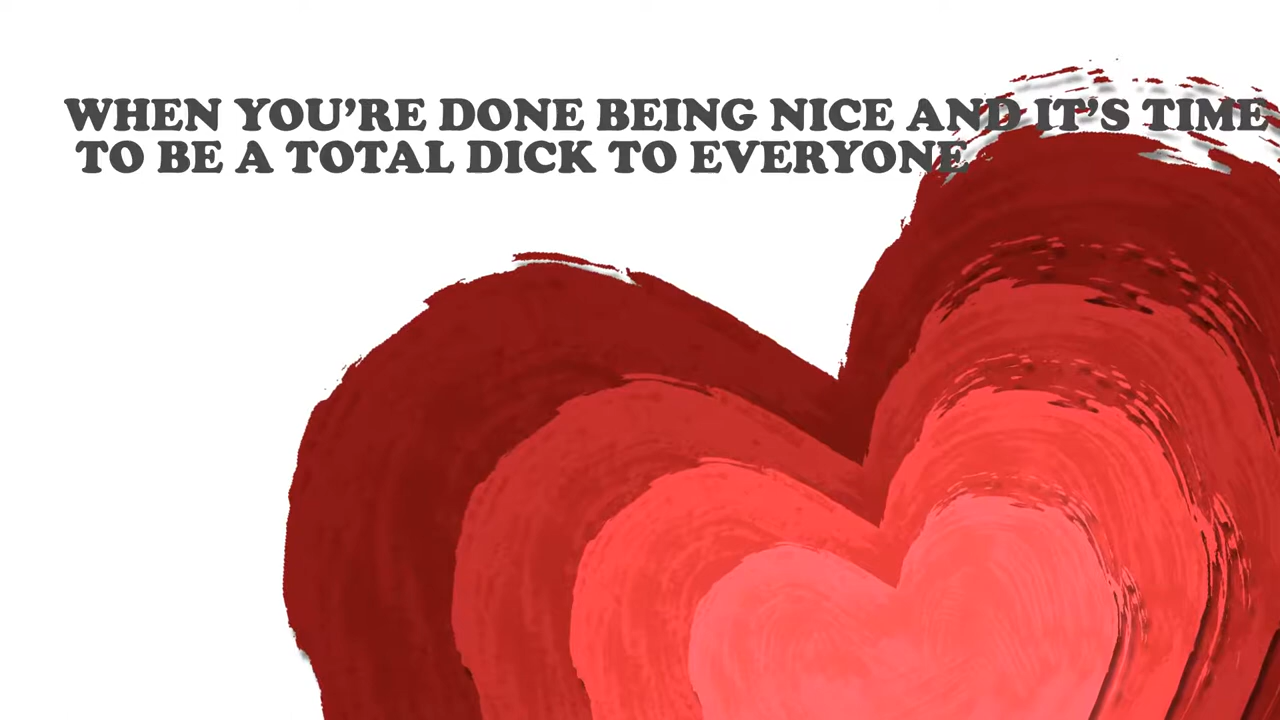 WHEN YOU’RE DONE BEING NICE AND IT’S TIME
TO BE A TOTAL DICK TO EVERYONE